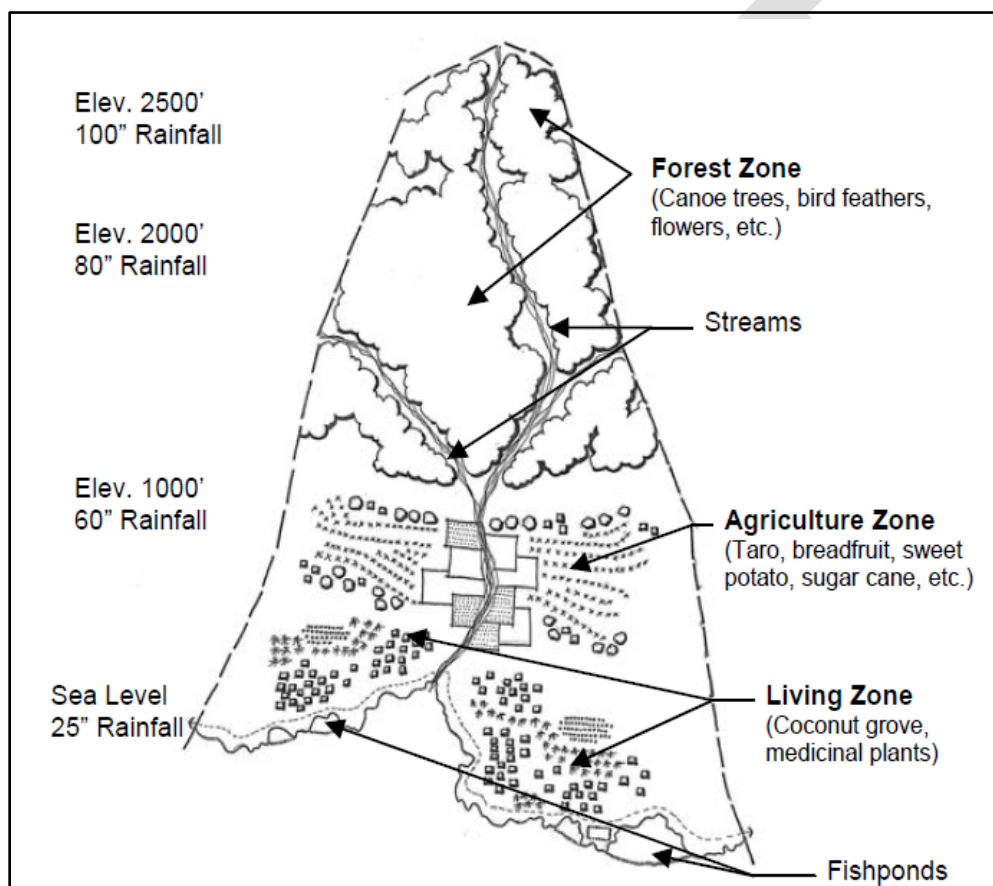 Elev. 2500’
100” Rainfall
Forest Zone
(Canoe trees, bird feathers,
flowers, etc.)
Elev. 2000’
80” Rainfall
Streams
Elev. 1000’
60” Rainfall
Agriculture Zone
(Taro, breadfruit, sweet
potato, sugar cane, etc.)
Sea Level
25” Rainfall
Living Zone
(Coconut grove,
medicinal plants)
Fishponds